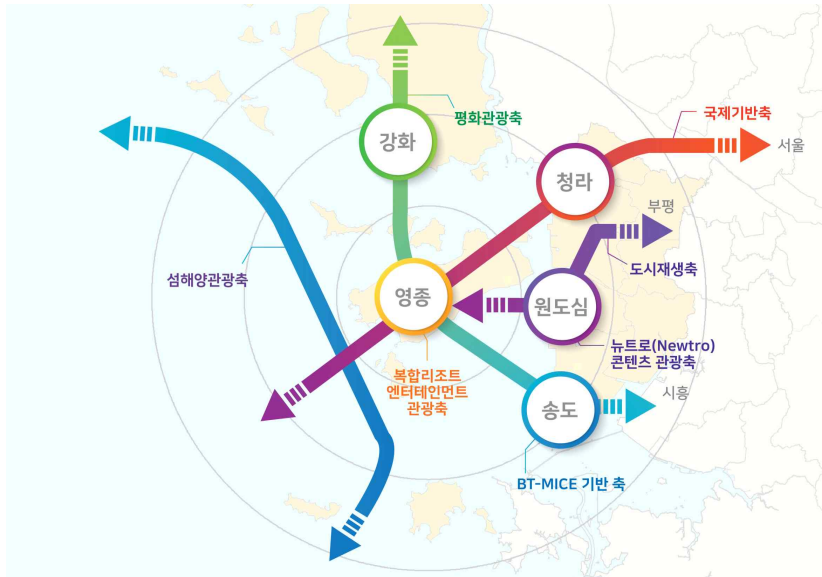 강화
평화관광축
국제기반축
서울
청라
부평
섬해양관광축
도시재생축
영종
원도심
뉴트로(Newtro)
콘텐츠 관광축
복합리조트
엔터테인먼트
관광축
시흥
송도
BT-MICE 기반 축